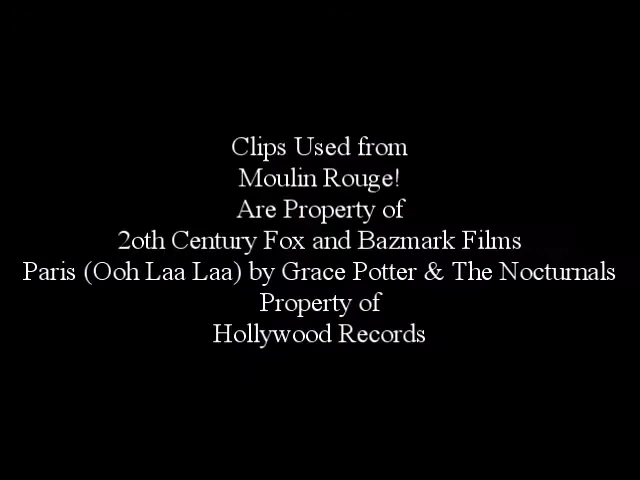 Clips Used from
Moulin Rouge!
Are Property of
2oth Century Fox and Bazmark Films
Paris (Ooh Laa Laa) by Grace Potter & The Nocturnals
Property of
Hollywood Records